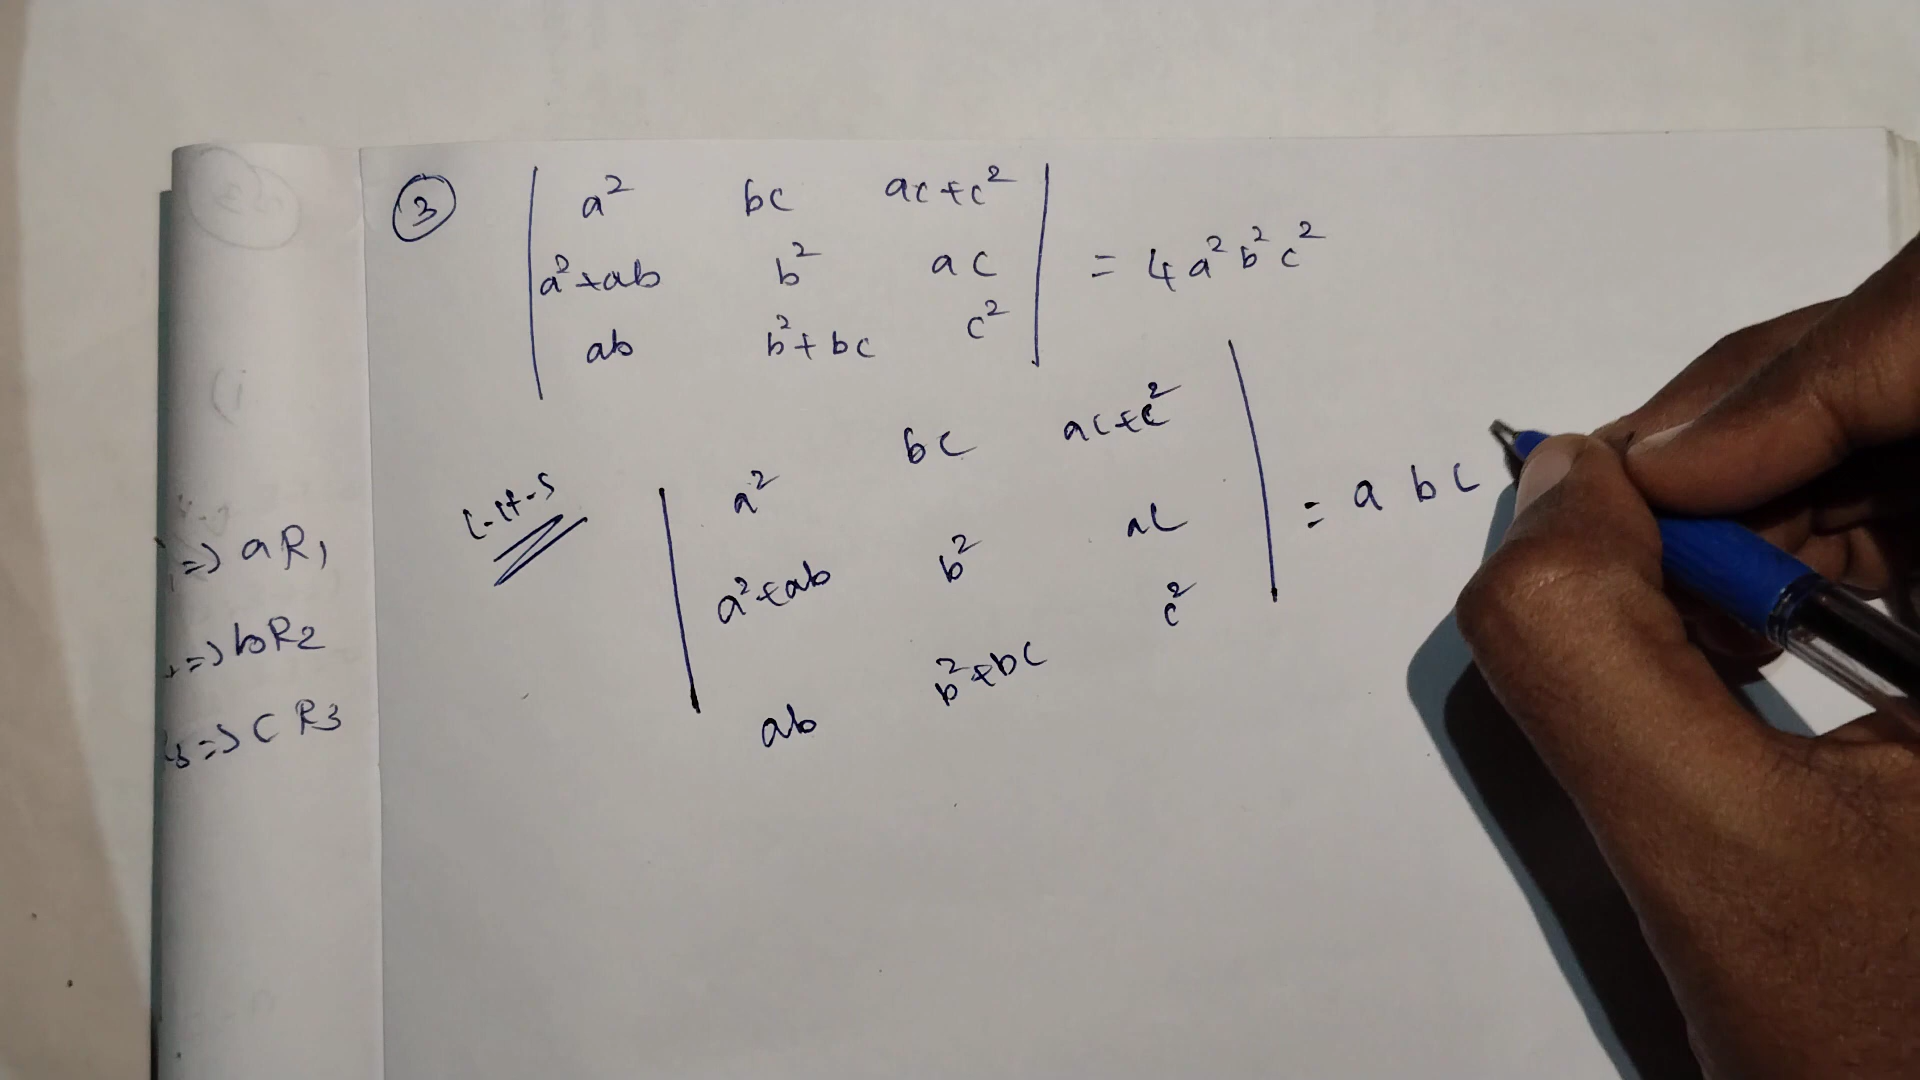 ③ | a² bc ac+c² |
| a²+ab b² ac | = 4a²b²c²
| ab b²+bc c² |
L-H-S
| a² bc ac+c² |
| a²+ab b² ac | = a b c
| ab b²+bc c² |
=> aR₁
=> bR2
=> CR3